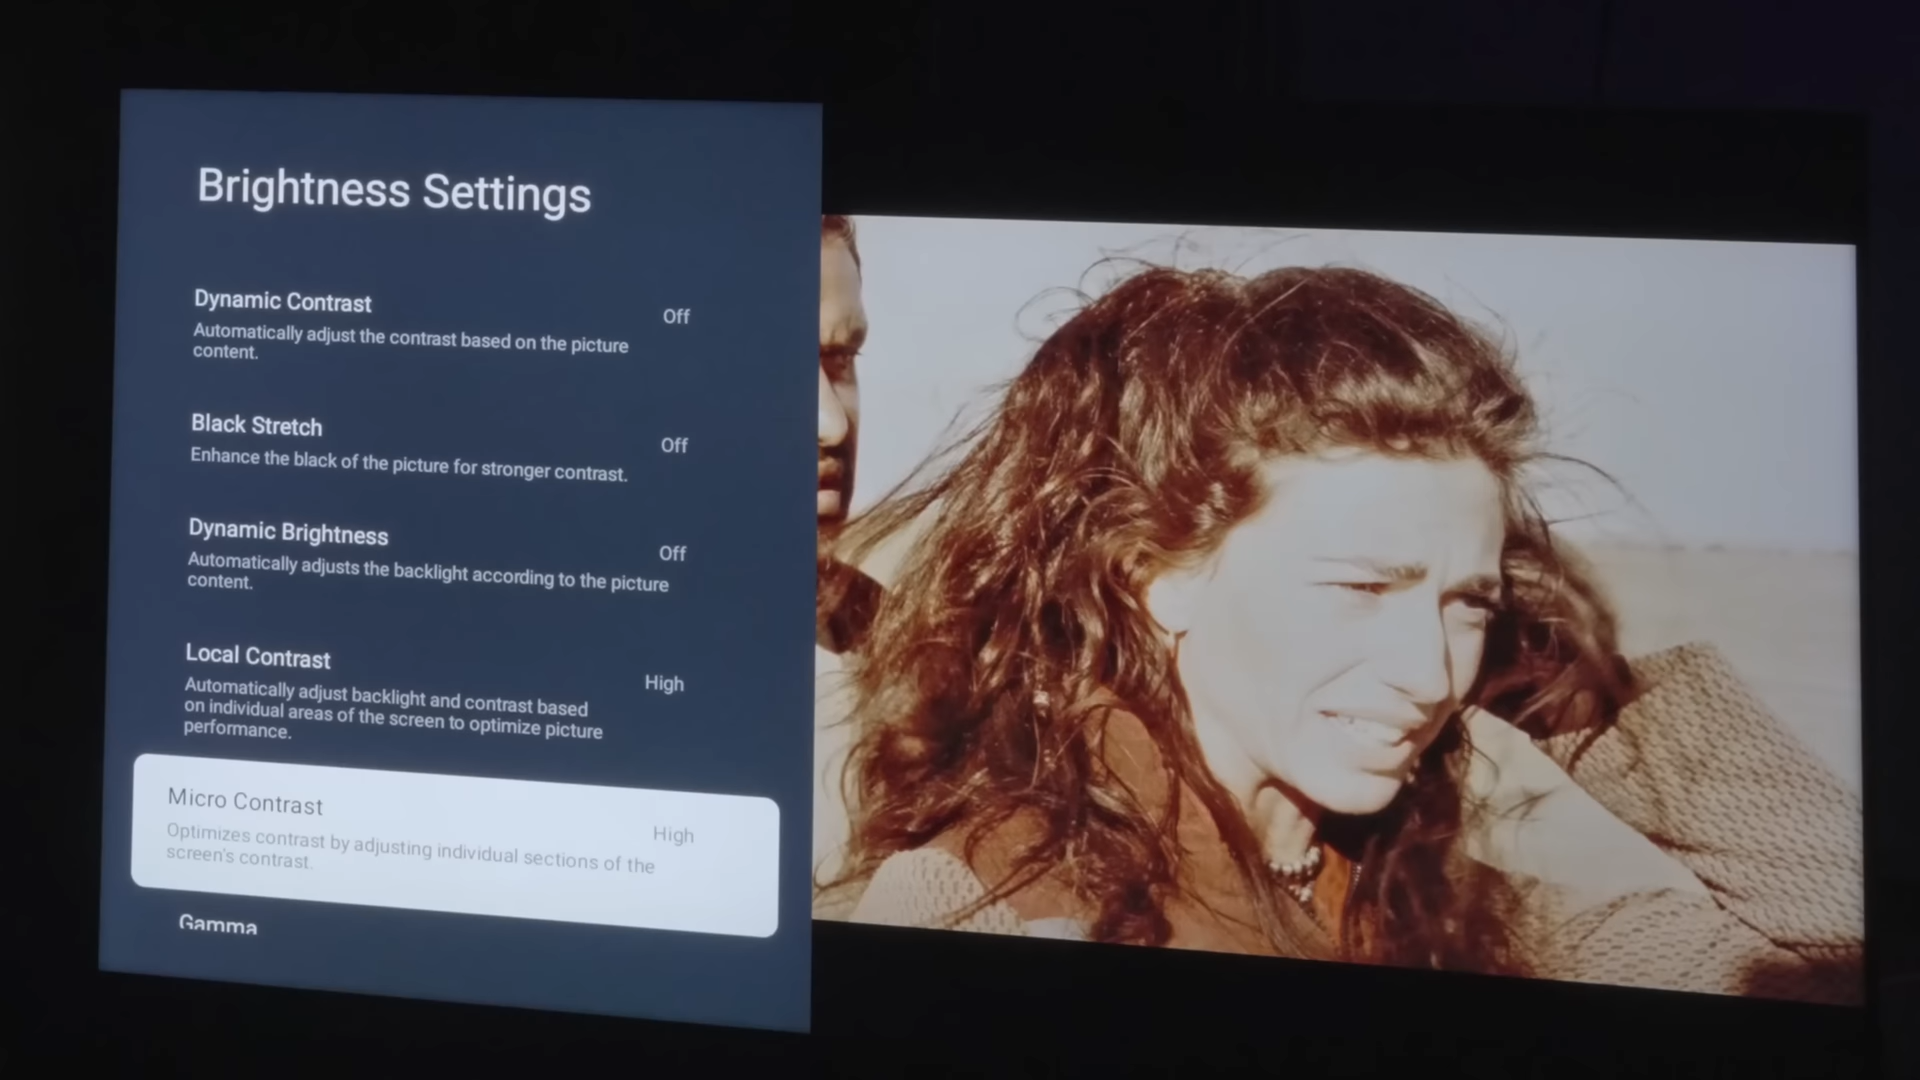 Brightness Settings
Dynamic Contrast
Off
Automatically adjust the contrast based on the picture
content.
Black Stretch
Off
Enhance the black of the picture for stronger contrast.
Dynamic Brightness
Off
Automatically adjusts the backlight according to the picture
content.
Local Contrast
High
Automatically adjust backlight and contrast based
on individual areas of the screen to optimize picture
performance.
Micro Contrast
High
Optimizes contrast by adjusting individual sections of the
screen's contrast.
Gamma